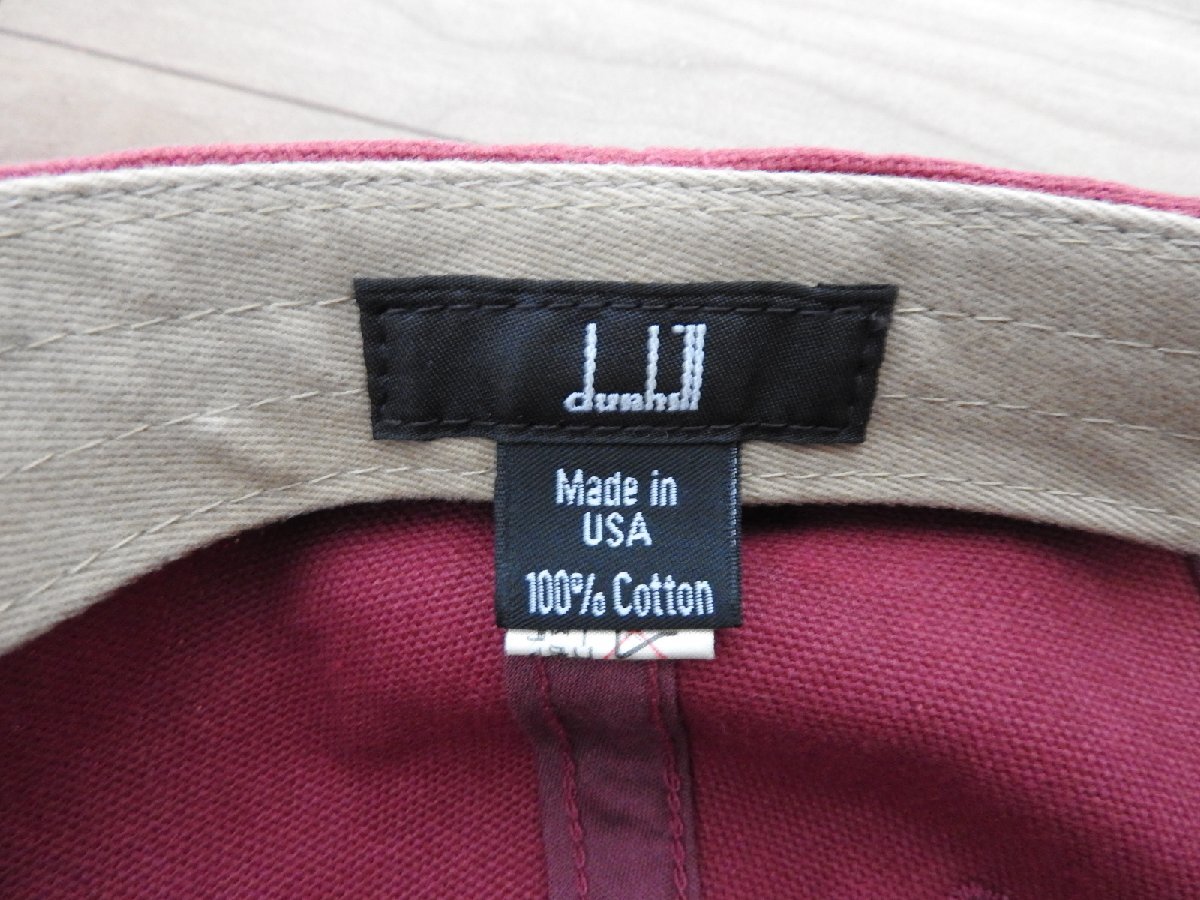 dunhill
Made in
USA
100% Cotton